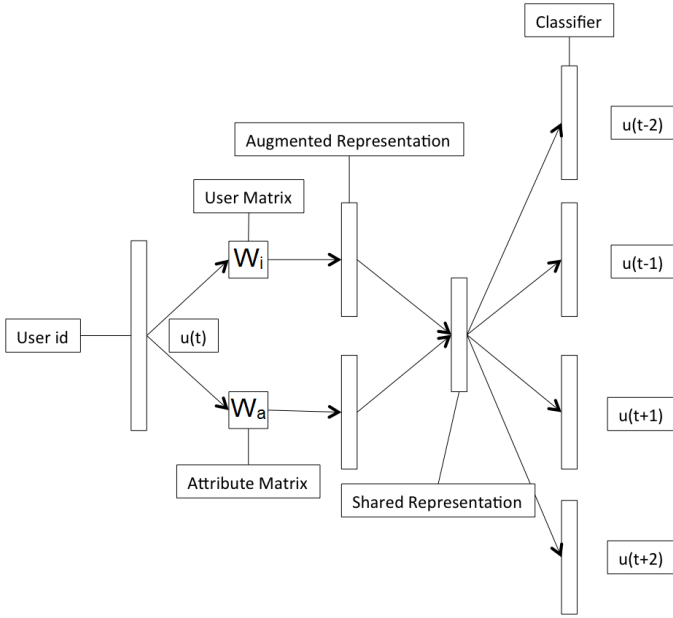 Classifier
u(t-2)
Augmented Representation
User Matrix
Wi
u(t-1)
User id
u(t)
Wa
u(t+1)
Attribute Matrix
Shared Representation
u(t+2)